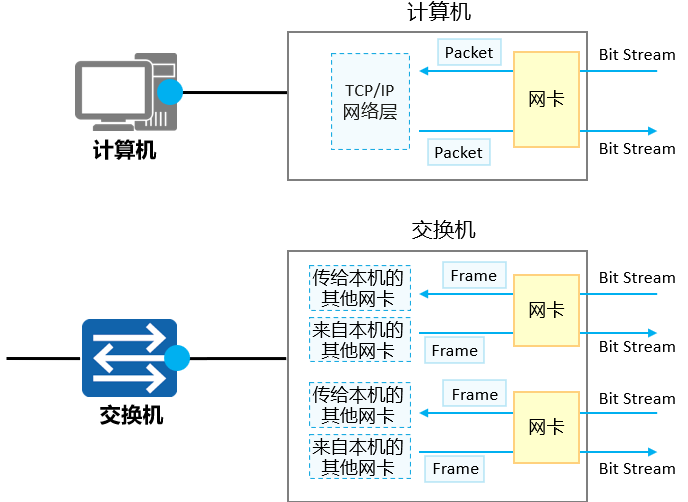 计算机
Packet
Bit Stream
TCP/IP
网络层
网卡
Packet
Bit Stream
计算机
交换机
传给本机的
其他网卡
Frame
Bit Stream
网卡
来自本机的
其他网卡
Frame
Bit Stream
交换机
传给本机的
其他网卡
Frame
Bit Stream
网卡
来自本机的
其他网卡
Frame
Bit Stream